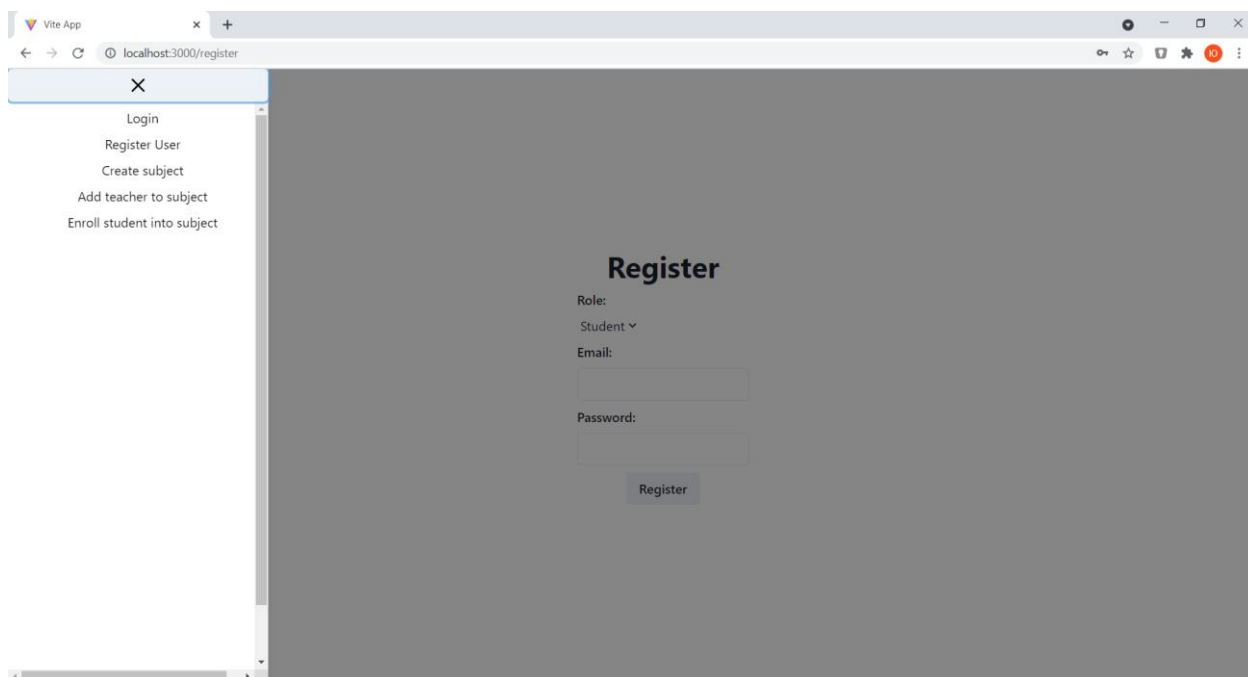 Vite App
localhost:3000/register
Ю
Login
Register User
Create subject
Add teacher to subject
Enroll student into subject
Register
Role:
Student
Email:
Password:
Register